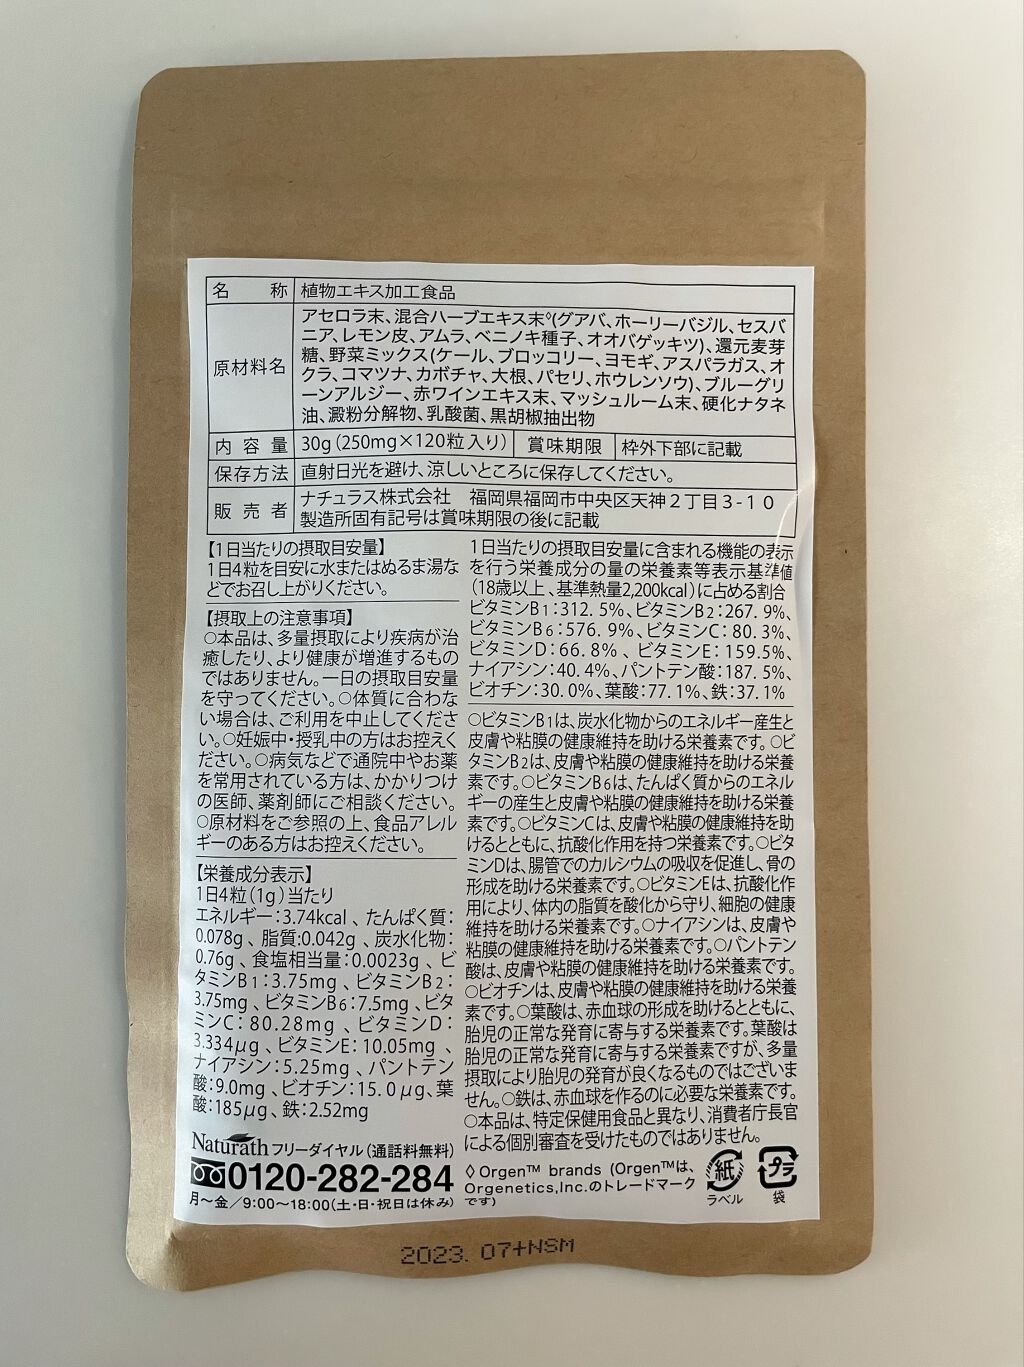 名称 植物エキス加工食品
原材料名 アセロラ末、混合ハーブエキス末◊(グアバ、ホーリーバジル、セスバ
ニア、レモン皮、アムラ、ベニノキ種子、オオバゲッキツ)、還元麦芽
糖、野菜ミックス(ケール、ブロッコリー、ヨモギ、アスパラガス、オ
クラ、コマツナ、カボチャ、大根、パセリ、ホウレンソウ)、ブルーグリ
ーンアルジー、赤ワインエキス末、マッシュルーム末、硬化ナタネ
油、澱粉分解物、乳酸菌、黒胡椒抽出物
内容量 30g(250mg×120粒入り) 賞味期限 枠外下部に記載
保存方法 直射日光を避け、涼しいところに保存してください。
販売者 ナチュラス株式会社 福岡県福岡市中央区天神2丁目3-10
製造所固有記号は賞味期限の後に記載
【1日当たりの摂取目安量】
1日4粒を目安に水またはぬるま湯な
どでお召し上がりください。
【摂取上の注意事項】
○本品は、多量摂取により疾病が治
癒したり、より健康が増進するもの
ではありません。一日の摂取目安量
を守ってください。○体質に合わな
い場合は、ご利用を中止してくださ
い。○妊娠中・授乳中の方はお控えく
ださい。○病気などで通院中やお薬
を常用されている方は、かかりつけ
の医師、薬剤師にご相談ください。
○原材料をご参照の上、食品アレル
ギーのある方はお控えください。
【栄養成分表示】
1日4粒(1g)当たり
エネルギー:3.74kcal、たんぱく質:
0.078g、脂質:0.042g、炭水化物:
0.76g、食塩相当量:0.0023g、ビ
タミンB1:3.75mg、ビタミンB2:
3.75mg、ビタミンB6:7.5mg、ビタ
ミンC:80.28mg、ビタミンD:
3.334μg、ビタミンE:10.05mg、
ナイアシン:5.25mg、パントテン
酸:9.0mg、ビオチン:15.0μg、葉
酸:185μg、鉄:2.52mg
1日当たりの摂取目安量に含まれる機能の表示
を行う栄養成分の量の栄養素等表示基準値
(18歳以上、基準熱量2,200kcal)に占める割合
ビタミンB1:312.5%、ビタミンB2:267.9%、
ビタミンB6:576.9%、ビタミンC:80.3%、
ビタミンD:66.8%、ビタミンE:159.5%、
ナイアシン:40.4%、パントテン酸:187.5%、
ビオチン:30.0%、葉酸:77.1%、鉄:37.1%
○ビタミンB1は、炭水化物からのエネルギー産生と
皮膚や粘膜の健康維持を助ける栄養素です。○ビ
タミンB2は、皮膚や粘膜の健康維持を助ける栄養
素です。○ビタミンB6は、たんぱく質からのエネル
ギーの産生と皮膚や粘膜の健康維持を助ける栄養
素です。○ビタミンCは、皮膚や粘膜の健康維持を助
けるとともに、抗酸化作用を持つ栄養素です。○ビタ
ミンDは、腸管でのカルシウムの吸収を促進し、骨の
形成を助ける栄養素です。○ビタミンEは、抗酸化作
用により、体内の脂質を酸化から守り、細胞の健康
維持を助ける栄養素です。○ナイアシンは、皮膚や
粘膜の健康維持を助ける栄養素です。○パントテン
酸は、皮膚や粘膜の健康維持を助ける栄養素です。
○ビオチンは、皮膚や粘膜の健康維持を助ける栄養
素です。○葉酸は、赤血球の形成を助けるとともに、
胎児の正常な発育に寄与する栄養素です。葉酸は
胎児の正常な発育に寄与する栄養素ですが、多量
摂取により胎児の発育が良くなるものではございま
せん。○鉄は、赤血球を作るのに必要な栄養素です。
○本品は、特定保健用食品と異なり、消費者庁長官
による個別審査を受けたものではありません。
Naturath フリーダイヤル(通話料無料)
0120-282-284
月〜金/9:00〜18:00(土・日・祝日は休み)
◊Orgen™ brands (Orgen™は、
Orgenetics,Inc.のトレードマーク
です)
紙
ラベル
プラ
袋
2023. 07+NSM